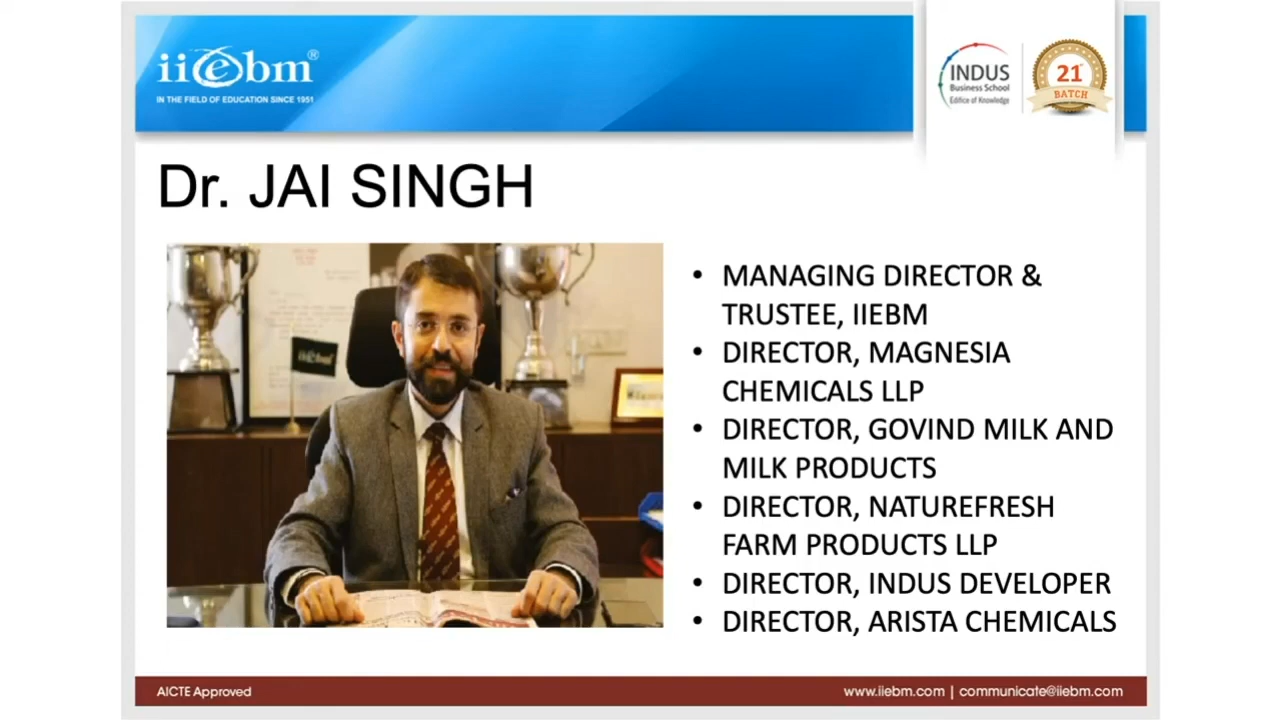 iiebm®
IN THE FIELD OF EDUCATION SINCE 1951
INDUS
Business School
Edifice of Knowledge
21st
BATCH
Dr. JAI SINGH
iiebm
• MANAGING DIRECTOR &
TRUSTEE, IIEBM
• DIRECTOR, MAGNESIA
CHEMICALS LLP
• DIRECTOR, GOVIND MILK AND
MILK PRODUCTS
• DIRECTOR, NATUREFRESH
FARM PRODUCTS LLP
• DIRECTOR, INDUS DEVELOPER
• DIRECTOR, ARISTA CHEMICALS
AICTE Approved
www.iiebm.com | communicate@iiebm.com